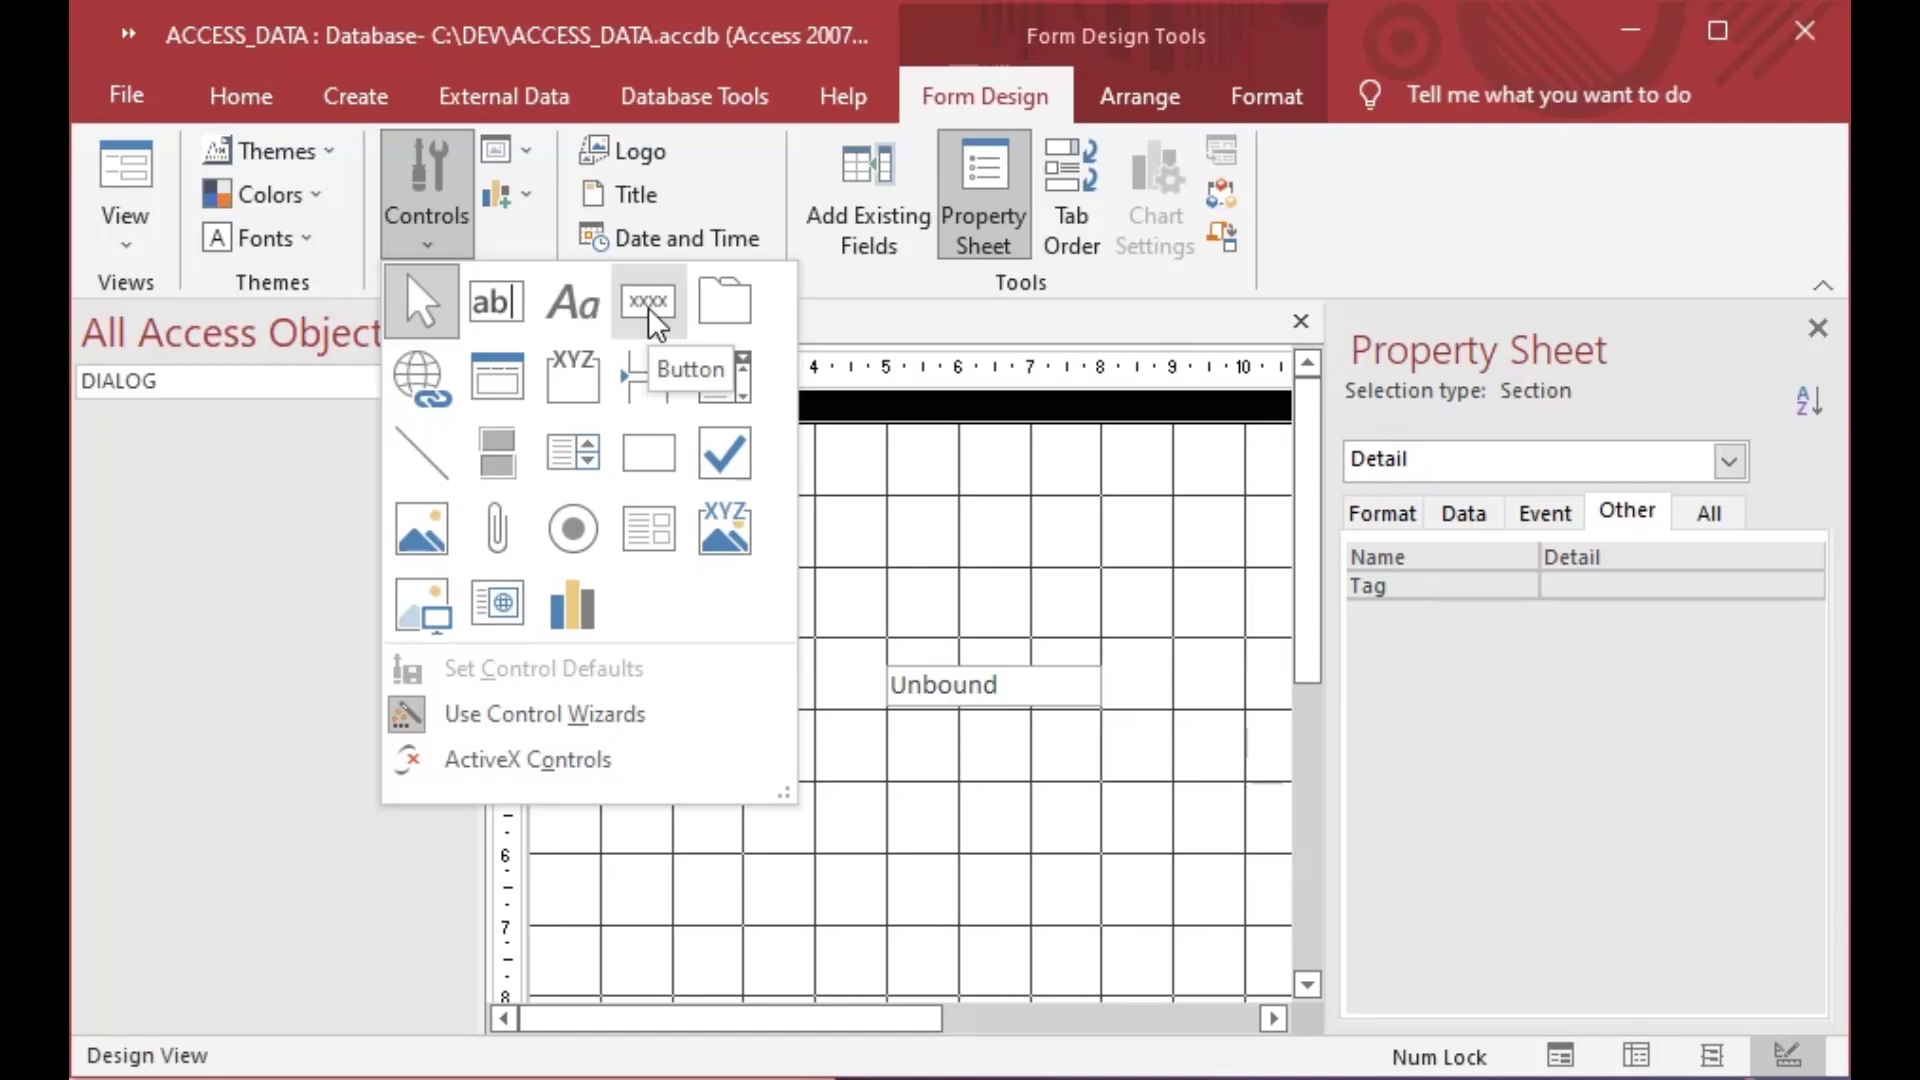 ACCESS_DATA : Database- C:\DEV\ACCESS_DATA.accdb (Access 2007...
Form Design Tools
File
Home
Create
External Data
Database Tools
Help
Form Design
Arrange
Format
Tell me what you want to do
View
Views
Themes
Colors
Fonts
Themes
Controls
Logo
Title
Date and Time
Add Existing
Fields
Property
Sheet
Tab
Order
Chart
Settings
Tools
ab
Aa
XXXX
XYZ
Button
XYZ
Set Control Defaults
Use Control Wizards
ActiveX Controls
All Access Object
DIALOG
4 5 6 7 8 9 10
Unbound
6
7
8
Property Sheet
Selection type: Section
A
Z
Detail
Format
Data
Event
Other
All
Name
Detail
Tag
Design View
Num Lock